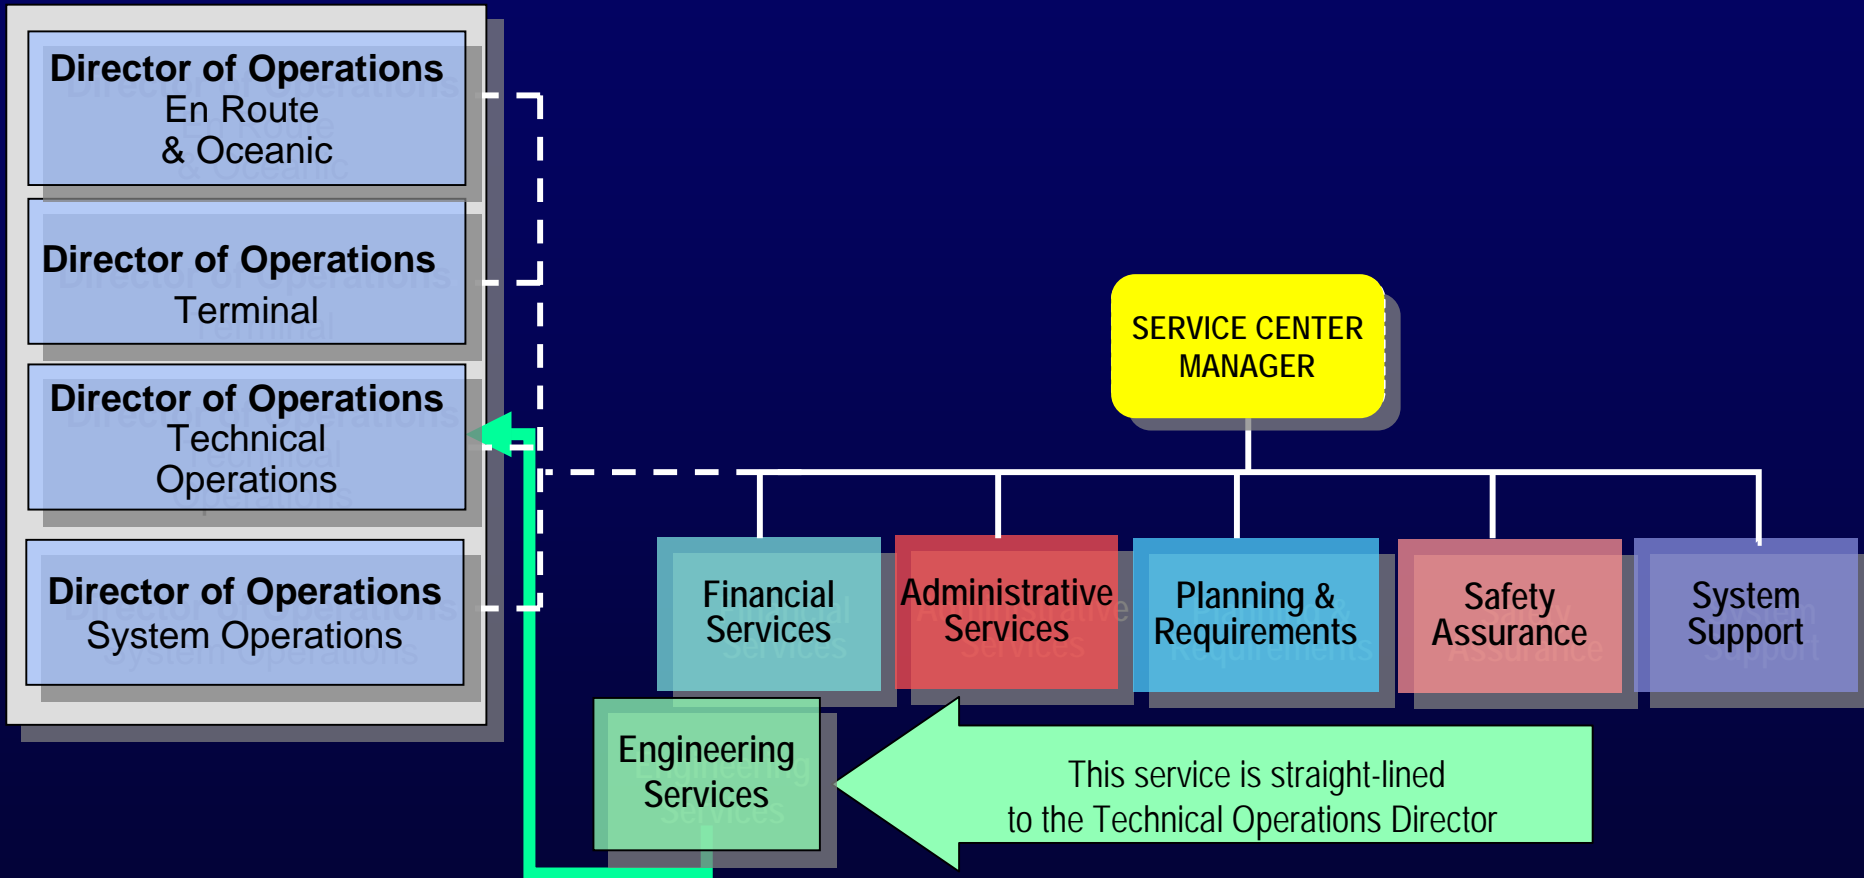 Director of Operations
En Route
& Oceanic
Director of Operations
Terminal
Director of Operations
Technical
Operations
Director of Operations
System Operations
SERVICE CENTER
MANAGER
Financial
Services
Administrative
Services
Planning &
Requirements
Safety
Assurance
System
Support
Engineering
Services
This service is straight-lined
to the Technical Operations Director